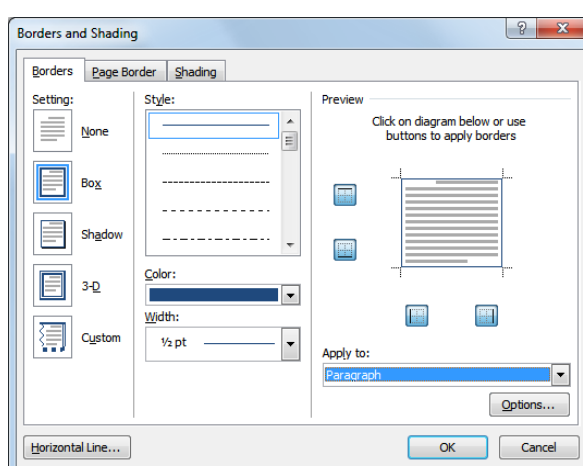 Borders and Shading
Borders Page Border Shading
Setting:
None
Box
Shadow
3-D
Custom
Style:
Color:
Width:
½ pt
Preview
Click on diagram below or use
buttons to apply borders
Apply to:
Paragraph
Options...
Horizontal Line...
OK Cancel